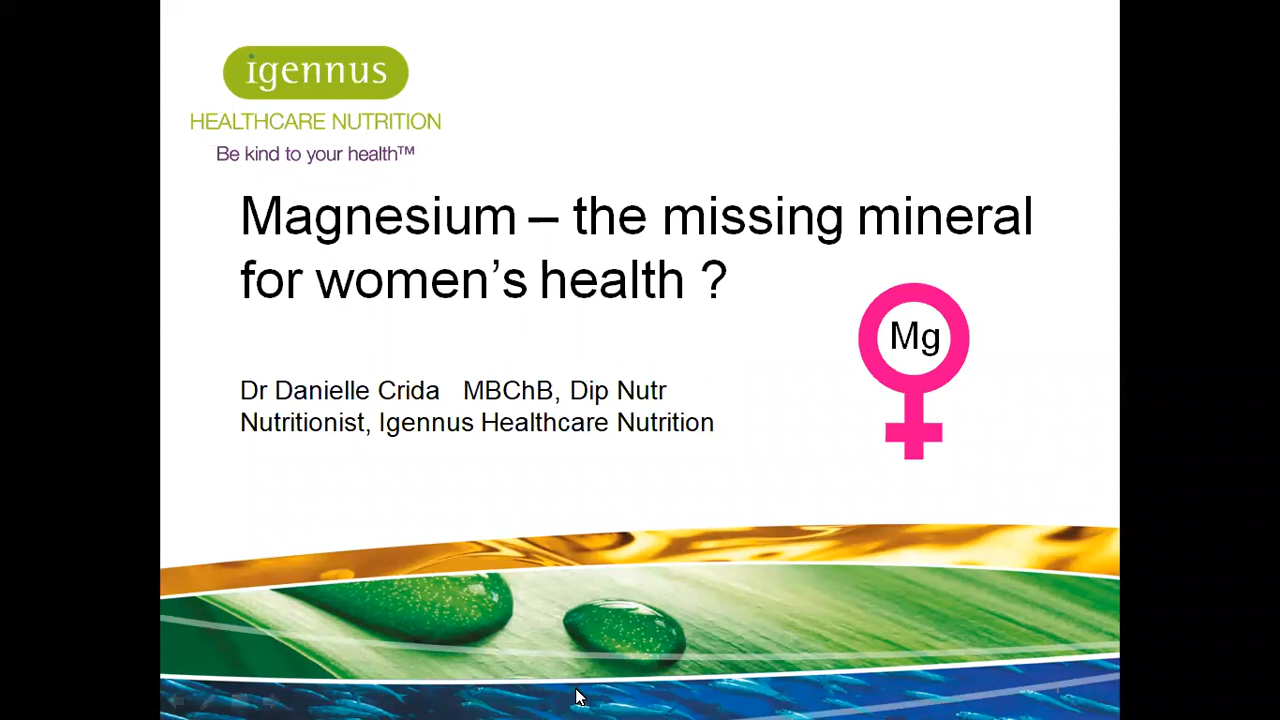 igennus
HEALTHCARE NUTRITION
Be kind to your health™
Magnesium – the missing mineral
for women’s health ?
Mg
Dr Danielle Crida MBChB, Dip Nutr
Nutritionist, Igennus Healthcare Nutrition